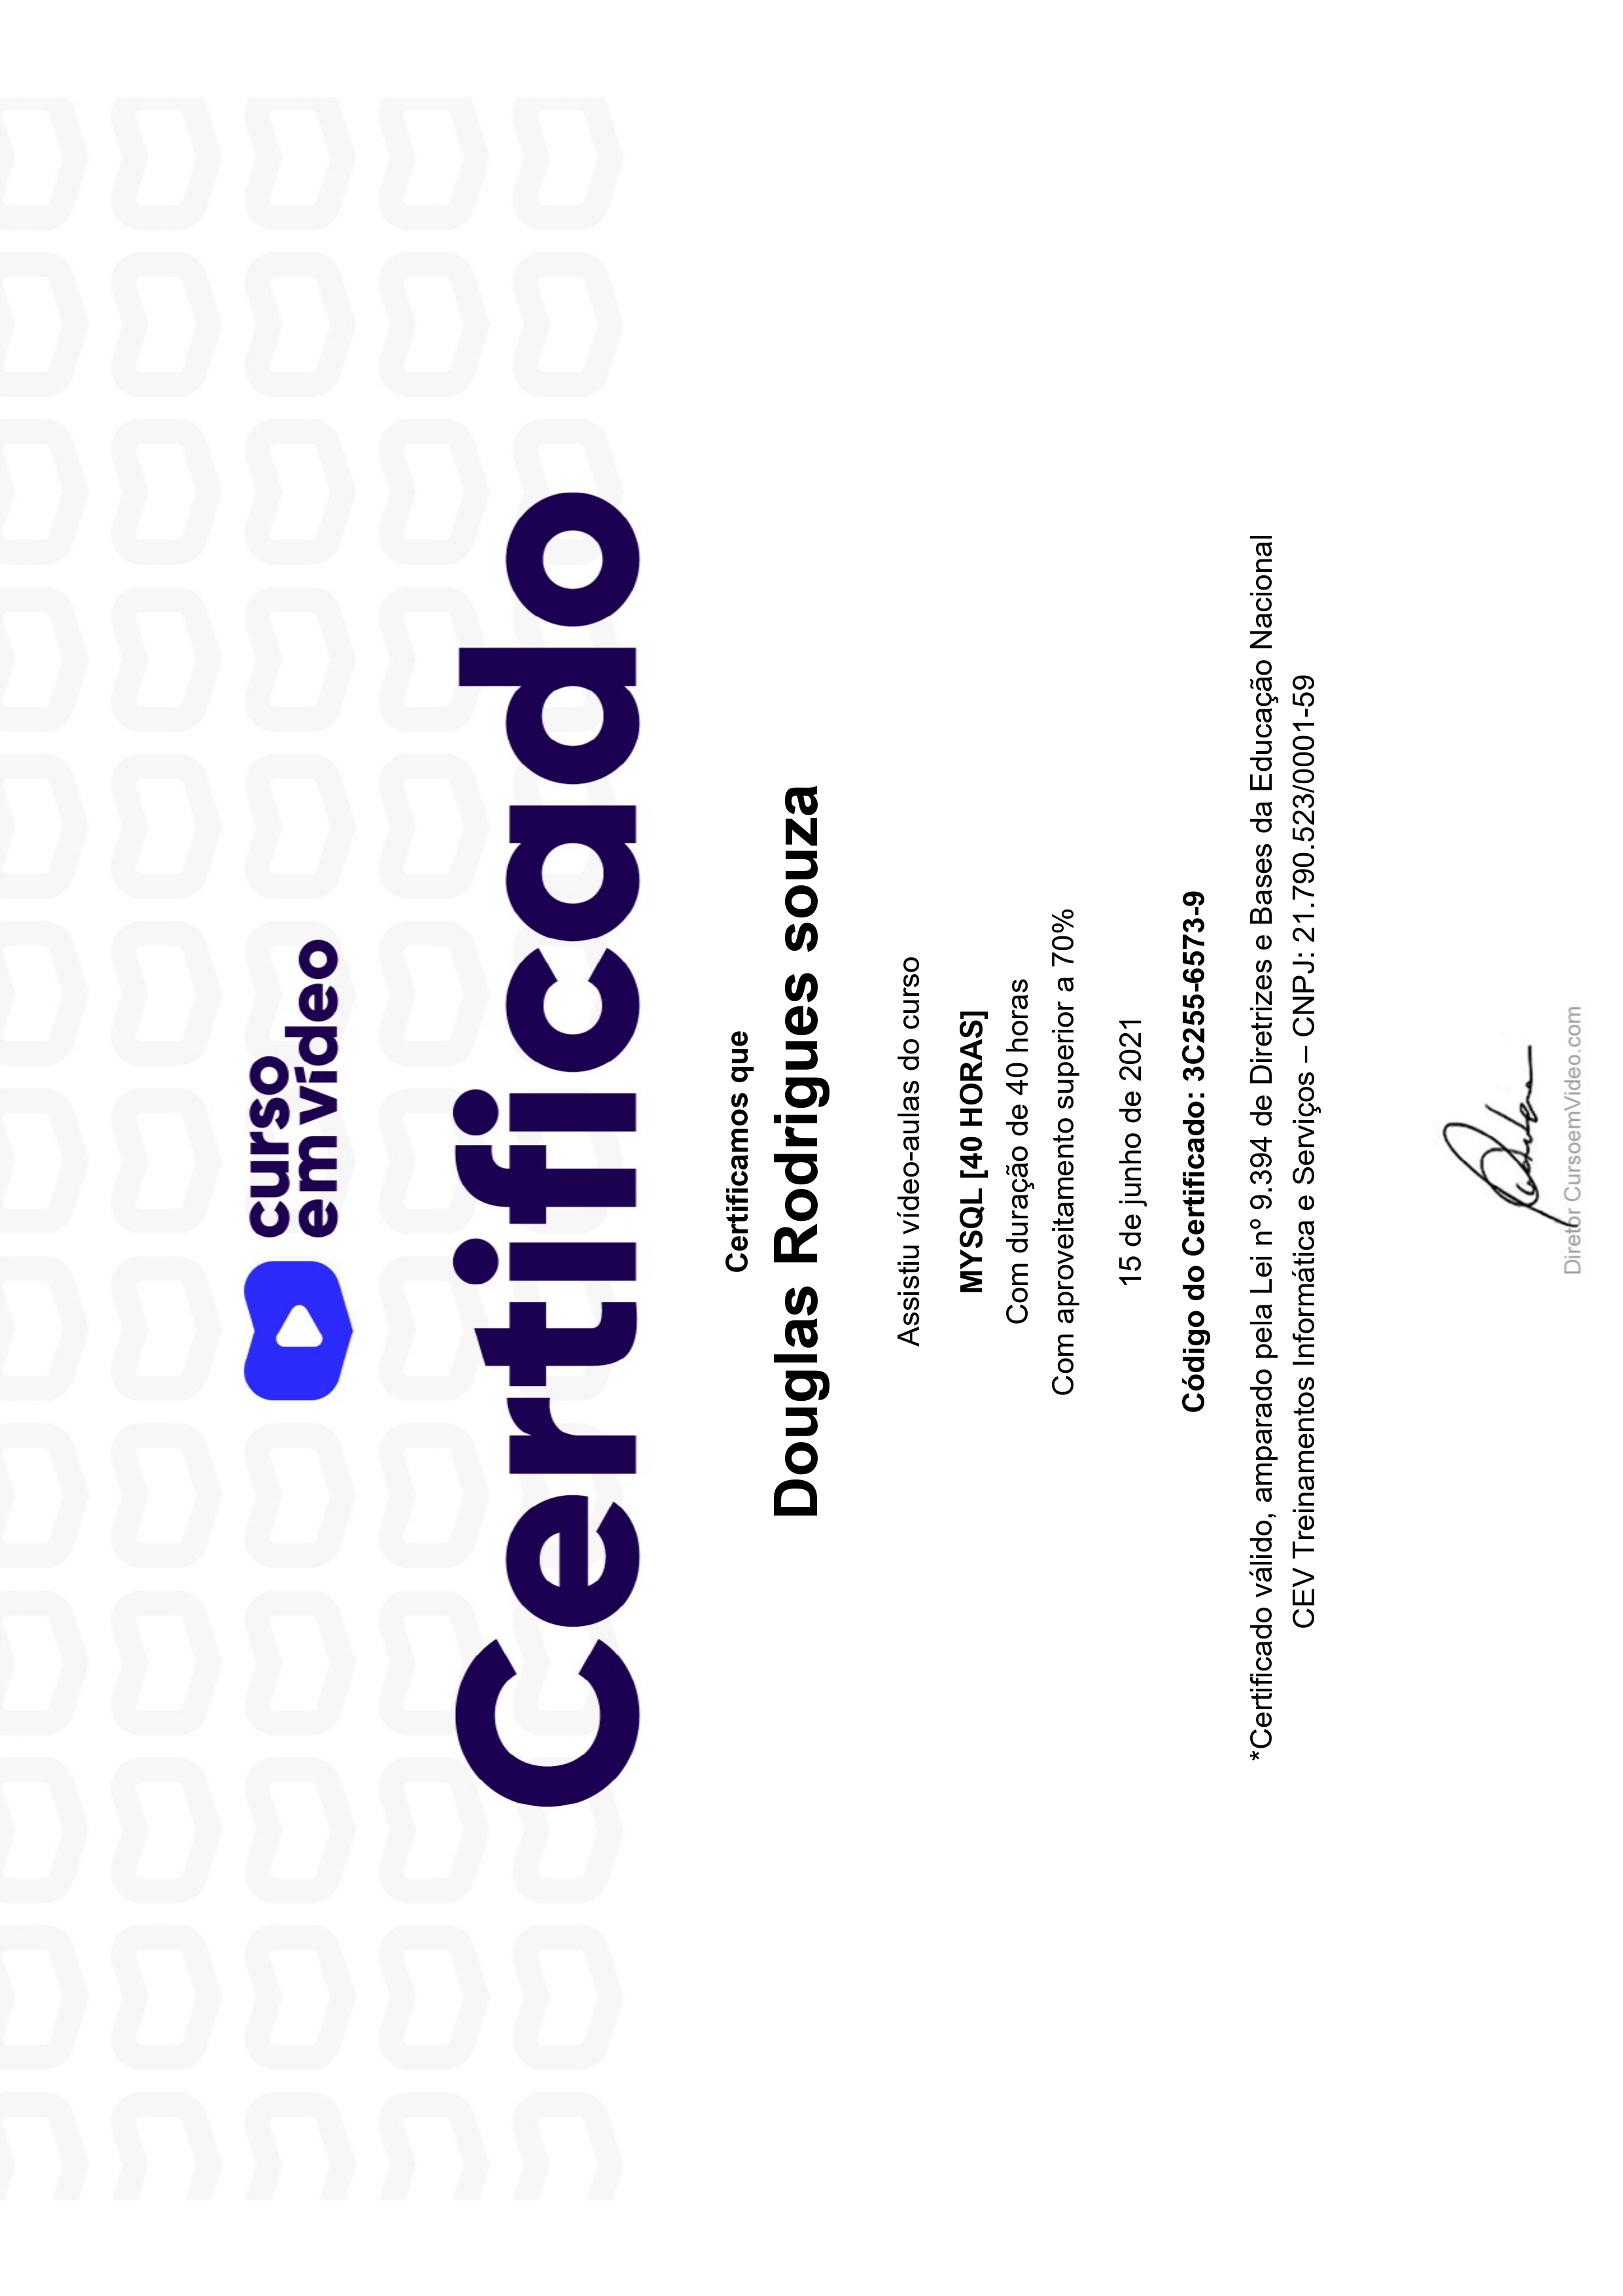 curso
em vídeo
Certificado
Certificamos que
Douglas Rodrigues souza
Assistiu vídeo-aulas do curso
MYSQL [40 HORAS]
Com duração de 40 horas
Com aproveitamento superior a 70%
15 de junho de 2021
Código do Certificado: 3C255-6573-9
*Certificado válido, amparado pela Lei nº 9.394 de Diretrizes e Bases da Educação Nacional
CEV Treinamentos Informática e Serviços – CNPJ: 21.790.523/0001-59
Diretor CursoemVideo.com